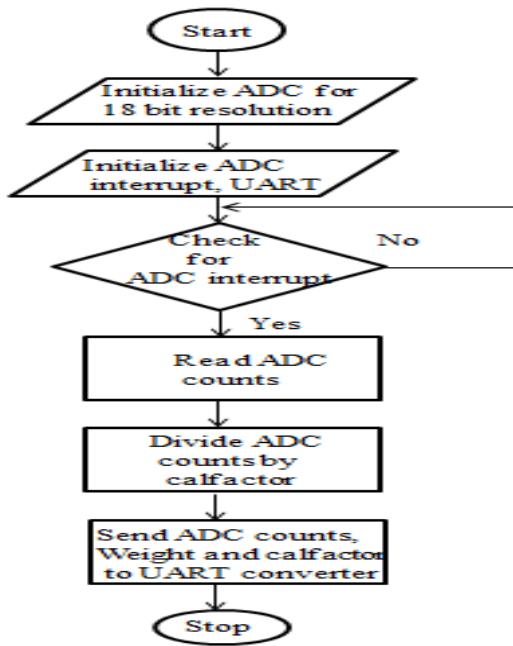 Start
Initialize ADC for
18 bit resolution
Initialize ADC
interrupt, UART
Check
for
ADC interrupt
No
Yes
Read ADC
counts
Divide ADC
counts by
calfactor
Send ADC counts,
Weight and calfactor
to UART converter
Stop